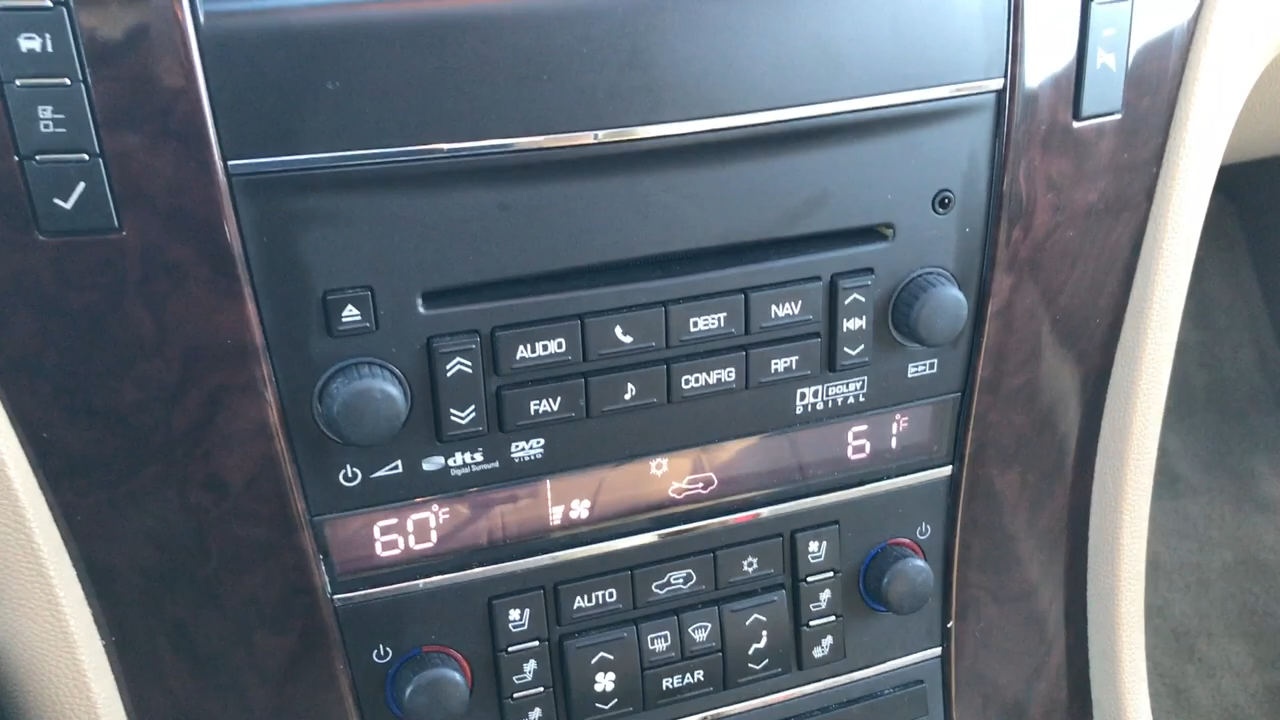 AUDIO
DEST
NAV
FAV
CONFIG
RPT
DOLBY
DIGITAL
dts
Digital Surround
DVD
VIDEO
60°F
61°F
AUTO
REAR